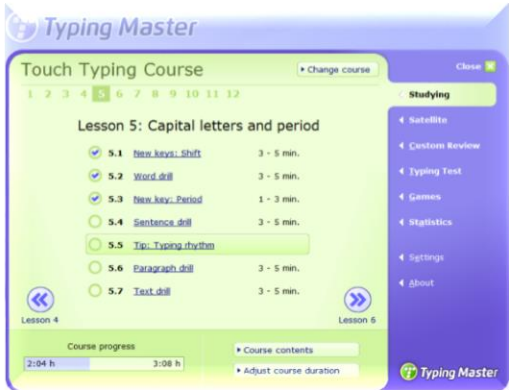 Typing Master
Touch Typing Course
Change course
1 2 3 4 5 6 7 8 9 10 11 12
Lesson 5: Capital letters and period
5.1 New keys: Shift 3 - 5 min.
5.2 Word drill 3 - 5 min.
5.3 New key: Period 1 - 3 min.
5.4 Sentence drill 3 - 5 min.
5.5 Tip: Typing rhythm
5.6 Paragraph drill 3 - 5 min.
5.7 Text drill 3 - 5 min.
Lesson 4
Lesson 6
Course progress
2:04 h 3:08 h
Course contents
Adjust course duration
Close
Studying
Satellite
Custom Review
Typing Test
Games
Statistics
Settings
About
Typing Master